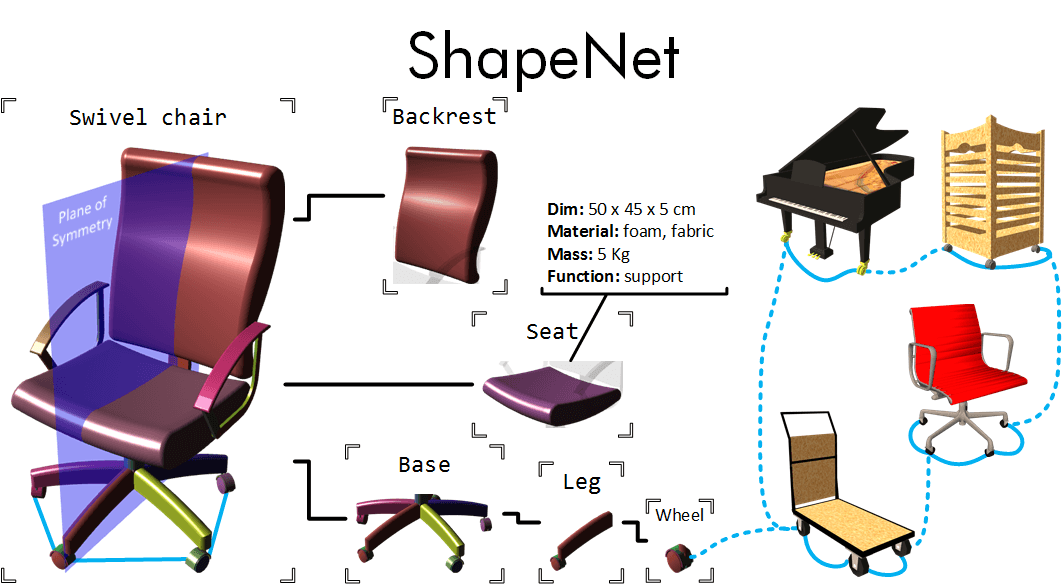 ShapeNet
Swivel chair
Backrest
Plane of
Symmetry
Dim: 50 x 45 x 5 cm
Material: foam, fabric
Mass: 5 Kg
Function: support
Seat
Base
Leg
Wheel